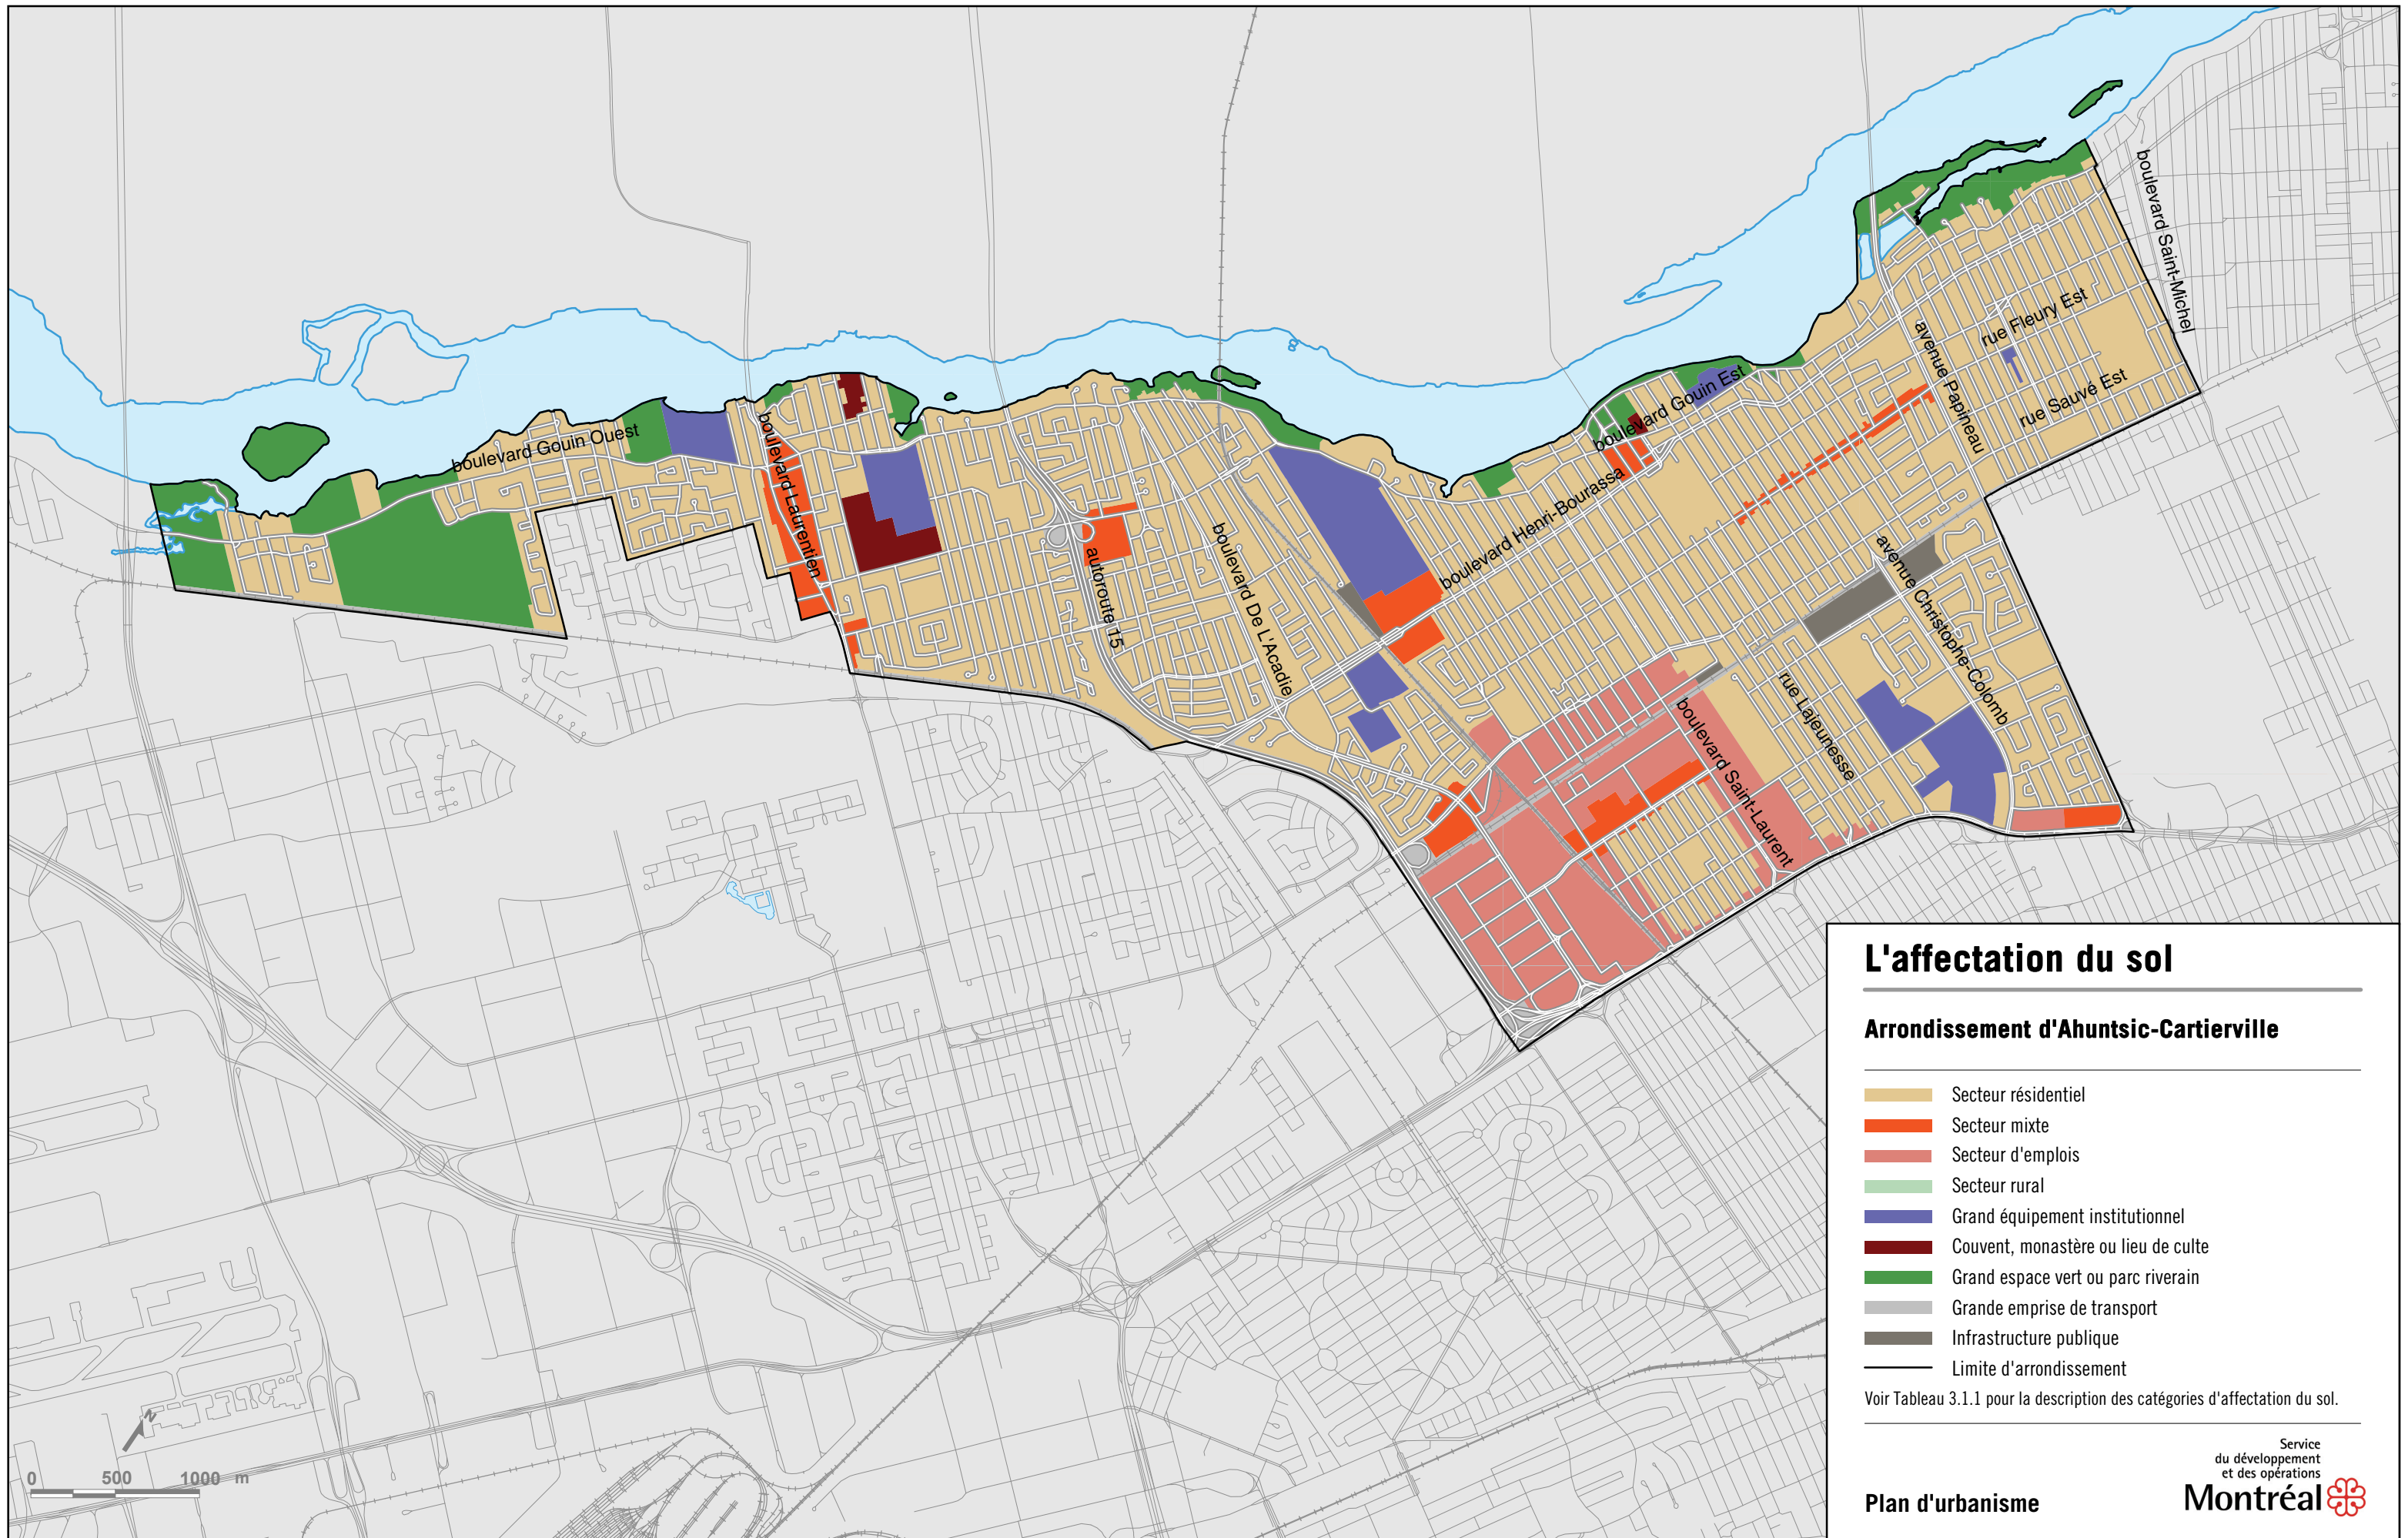 boulevard Gouin Ouest
boulevard Laurentien
autoroute 15
boulevard De L'Acadie
boulevard Henri-Bourassa
boulevard Gouin Est
avenue Papineau
rue Fleury Est
rue Sauvé Est
boulevard Saint-Michel
avenue Christophe-Colomb
rue Lajeunesse
boulevard Saint-Laurent
N
0 500 1000 m
L'affectation du sol
Arrondissement d'Ahuntsic-Cartierville
Secteur résidentiel
Secteur mixte
Secteur d'emplois
Secteur rural
Grand équipement institutionnel
Couvent, monastère ou lieu de culte
Grand espace vert ou parc riverain
Grande emprise de transport
Infrastructure publique
Limite d'arrondissement
Voir Tableau 3.1.1 pour la description des catégories d'affectation du sol.
Service
du développement
et des opérations
Plan d'urbanisme
Montréal